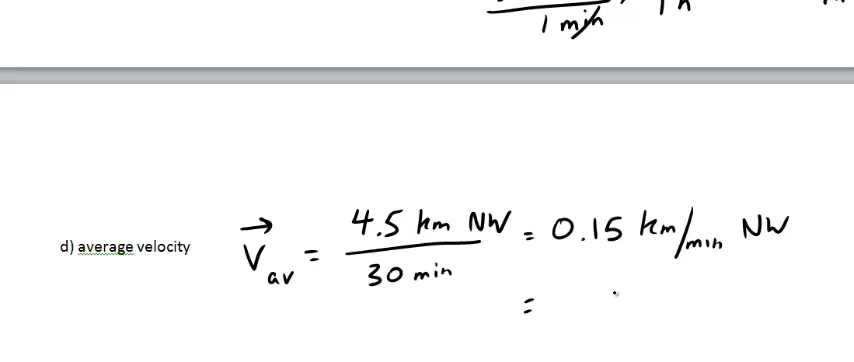 1 min
d) average velocity
V av = 4.5 km NW / 30 min = 0.15 km/min NW
=